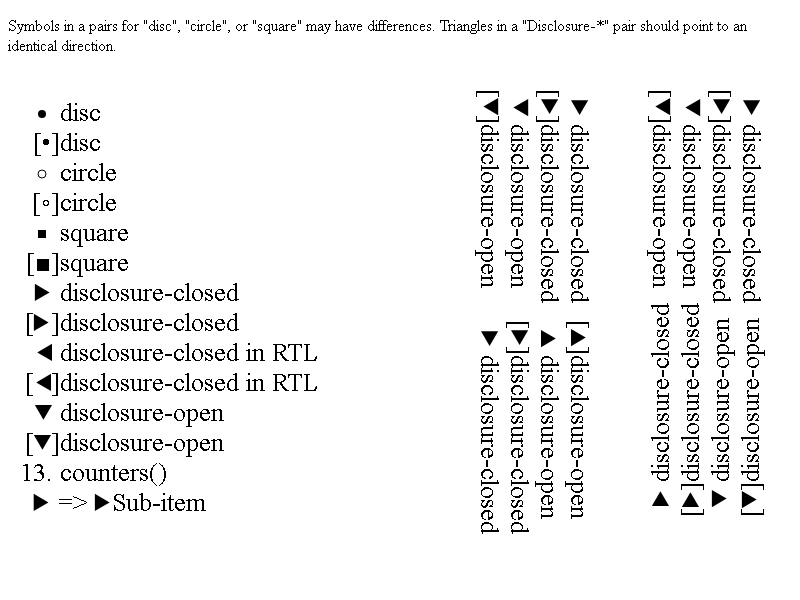 Symbols in a pairs for "disc", "circle", or "square" may have differences. Triangles in a "Disclosure-*" pair should point to an
identical direction.
• disc
[•]disc
◦ circle
[◦]circle
▪ square
[■]square
▶ disclosure-closed
[▶]disclosure-closed
◀ disclosure-closed in RTL
[◀]disclosure-closed in RTL
▼ disclosure-open
[▼]disclosure-open
13. counters()
▶ => ▶Sub-item
▼ disclosure-closed
[▼]disclosure-closed
◀ disclosure-open
[◀]disclosure-open
▼ disclosure-closed
[▼]disclosure-closed
▶ disclosure-open
[▶]disclosure-open
▼ disclosure-closed
[▼]disclosure-closed
◀ disclosure-open
[◀]disclosure-open
▲ disclosure-closed
[▲]disclosure-closed
▶ disclosure-open
[▶]disclosure-open